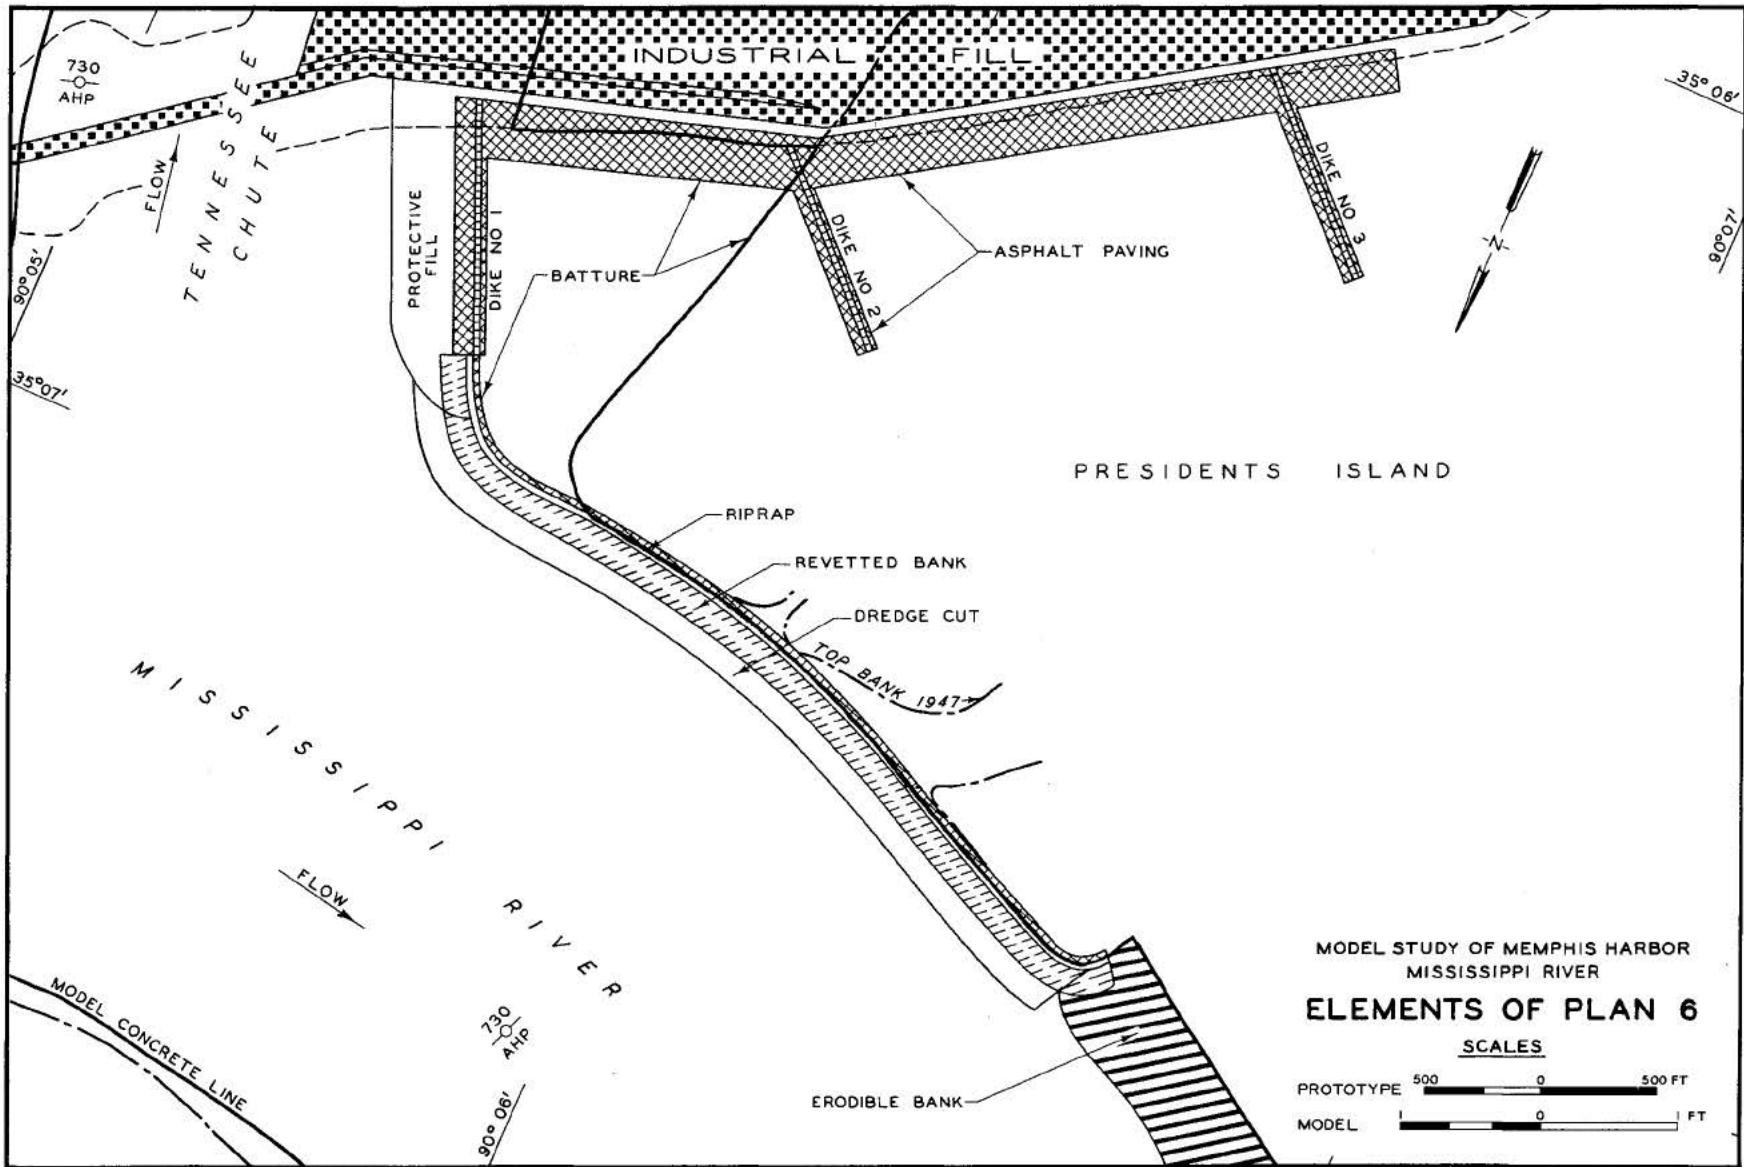 INDUSTRIAL FILL
730
AHP
TENNESSEE
CHUTE
FLOW
35° 06'
90° 07'
90° 05'
35° 07'
PROTECTIVE
FILL
DIKE NO 1
DIKE NO 2
DIKE NO 3
BATTURE
ASPHALT PAVING
N
PRESIDENTS ISLAND
RIPRAP
REVETTED BANK
DREDGE CUT
TOP BANK 1947
MISSISSIPPI RIVER
FLOW
MODEL CONCRETE LINE
730
AHP
90° 06'
ERODIBLE BANK
MODEL STUDY OF MEMPHIS HARBOR
MISSISSIPPI RIVER
ELEMENTS OF PLAN 6
SCALES
PROTOTYPE 500 0 500 FT
MODEL 1 0 1 FT